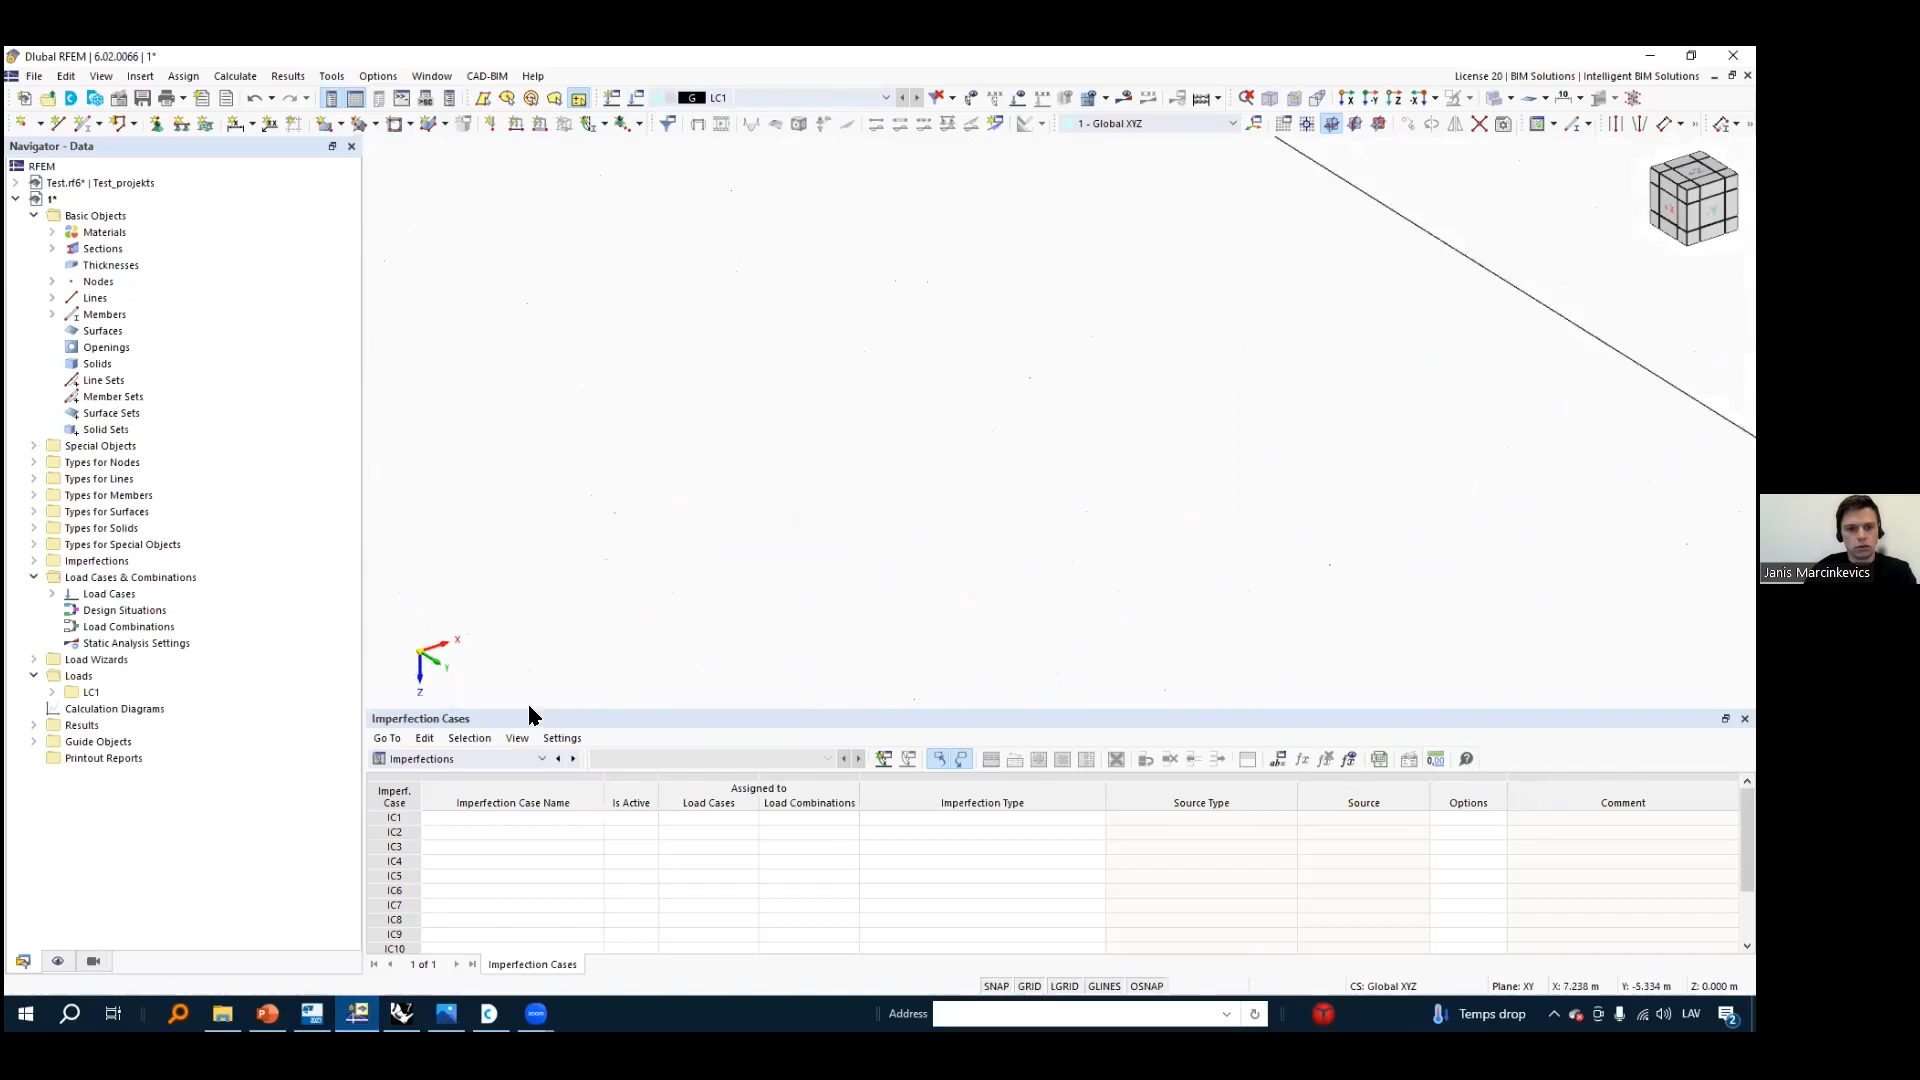 Dlubal RFEM | 6.02.0066 | 1*
File Edit View Insert Assign Calculate Results Tools Options Window CAD-BIM Help
License 20 | BIM Solutions | Intelligent BIM Solutions
G LC1
1 - Global XYZ
Navigator - Data
RFEM
Test.rf6* | Test_projekts
1*
Basic Objects
Materials
Sections
Thicknesses
Nodes
Lines
Members
Surfaces
Openings
Solids
Line Sets
Member Sets
Surface Sets
Solid Sets
Special Objects
Types for Nodes
Types for Lines
Types for Members
Types for Surfaces
Types for Solids
Types for Special Objects
Imperfections
Load Cases & Combinations
Load Cases
Design Situations
Load Combinations
Static Analysis Settings
Load Wizards
Loads
LC1
Calculation Diagrams
Results
Guide Objects
Printout Reports
X
Y
Z
Janis Marcinkevics
Imperfection Cases
Go To Edit Selection View Settings
Imperfections
Imperf. Case
Imperfection Case Name
Is Active
Assigned to
Load Cases
Load Combinations
Imperfection Type
Source Type
Source
Options
Comment
IC1
IC2
IC3
IC4
IC5
IC6
IC7
IC8
IC9
IC10
1 of 1
Imperfection Cases
SNAP GRID LGRID GLINES OSNAP
CS: Global XYZ
Plane: XY
X: 7.238 m
Y: -5.334 m
Z: 0.000 m
Address
Temps drop
LAV
2